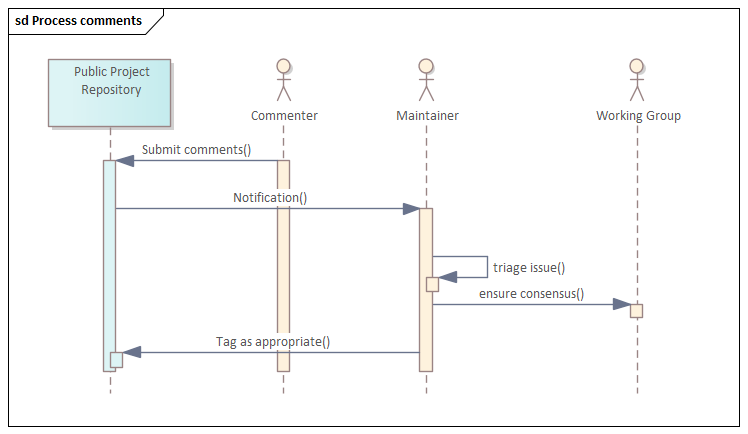 sd Process comments
Public Project
Repository
Commenter
Maintainer
Working Group
Submit comments()
Notification()
triage issue()
ensure consensus()
Tag as appropriate()